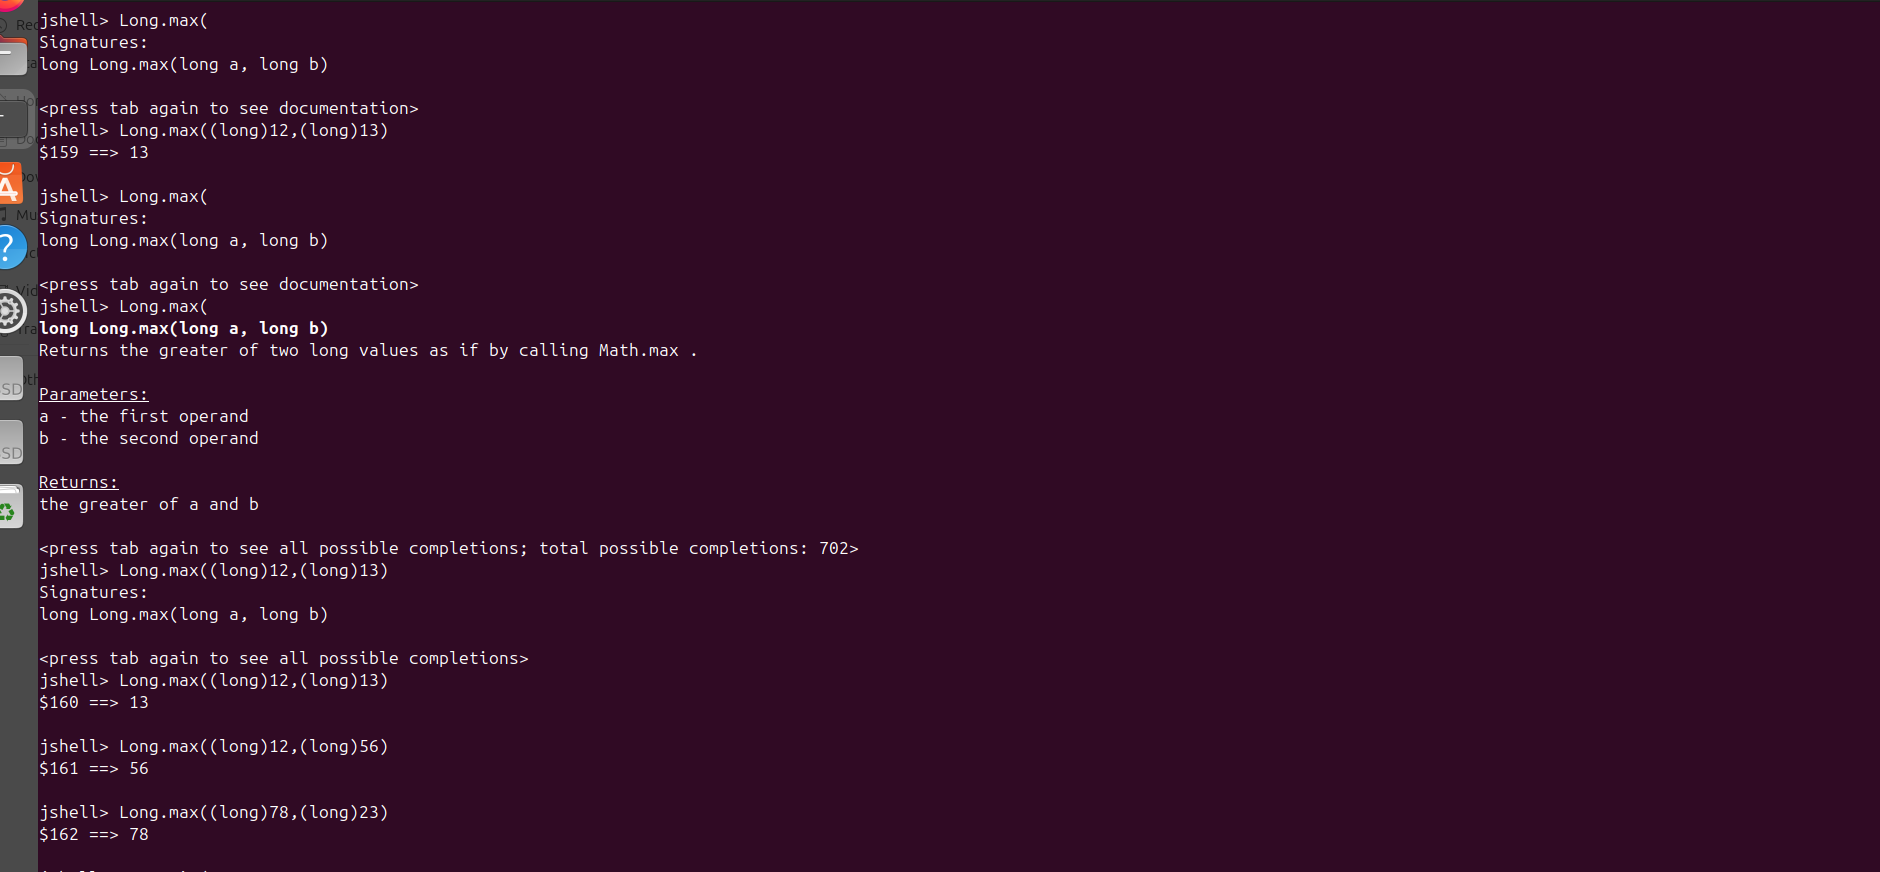 jshell> Long.max(
Signatures:
long Long.max(long a, long b)
<press tab again to see documentation>
jshell> Long.max((long)12,(long)13)
$159 ==> 13
jshell> Long.max(
Signatures:
long Long.max(long a, long b)
<press tab again to see documentation>
jshell> Long.max(
long Long.max(long a, long b)
Returns the greater of two long values as if by calling Math.max .
Parameters:
a - the first operand
b - the second operand
Returns:
the greater of a and b
<press tab again to see all possible completions; total possible completions: 702>
jshell> Long.max((long)12,(long)13)
Signatures:
long Long.max(long a, long b)
<press tab again to see all possible completions>
jshell> Long.max((long)12,(long)13)
$160 ==> 13
jshell> Long.max((long)12,(long)56)
$161 ==> 56
jshell> Long.max((long)78,(long)23)
$162 ==> 78